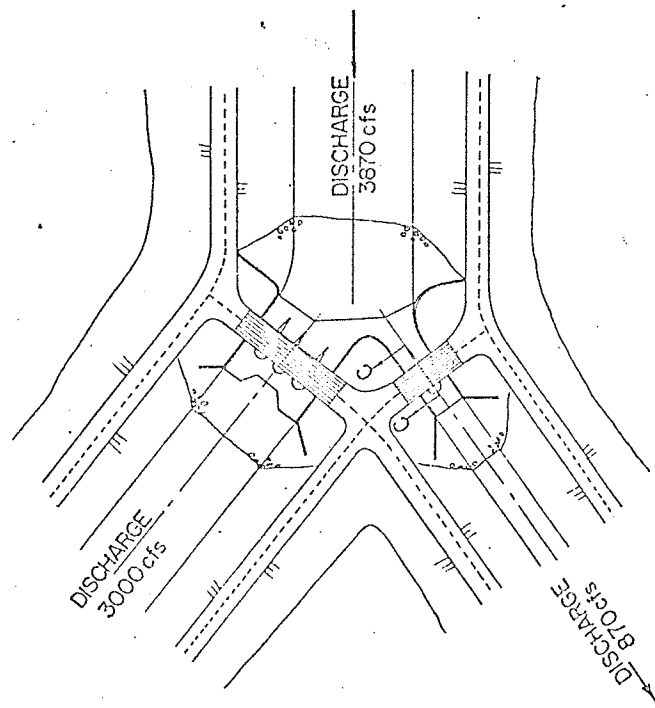 DISCHARGE
3870 cfs
DISCHARGE
3000 cfs
DISCHARGE
870 cfs